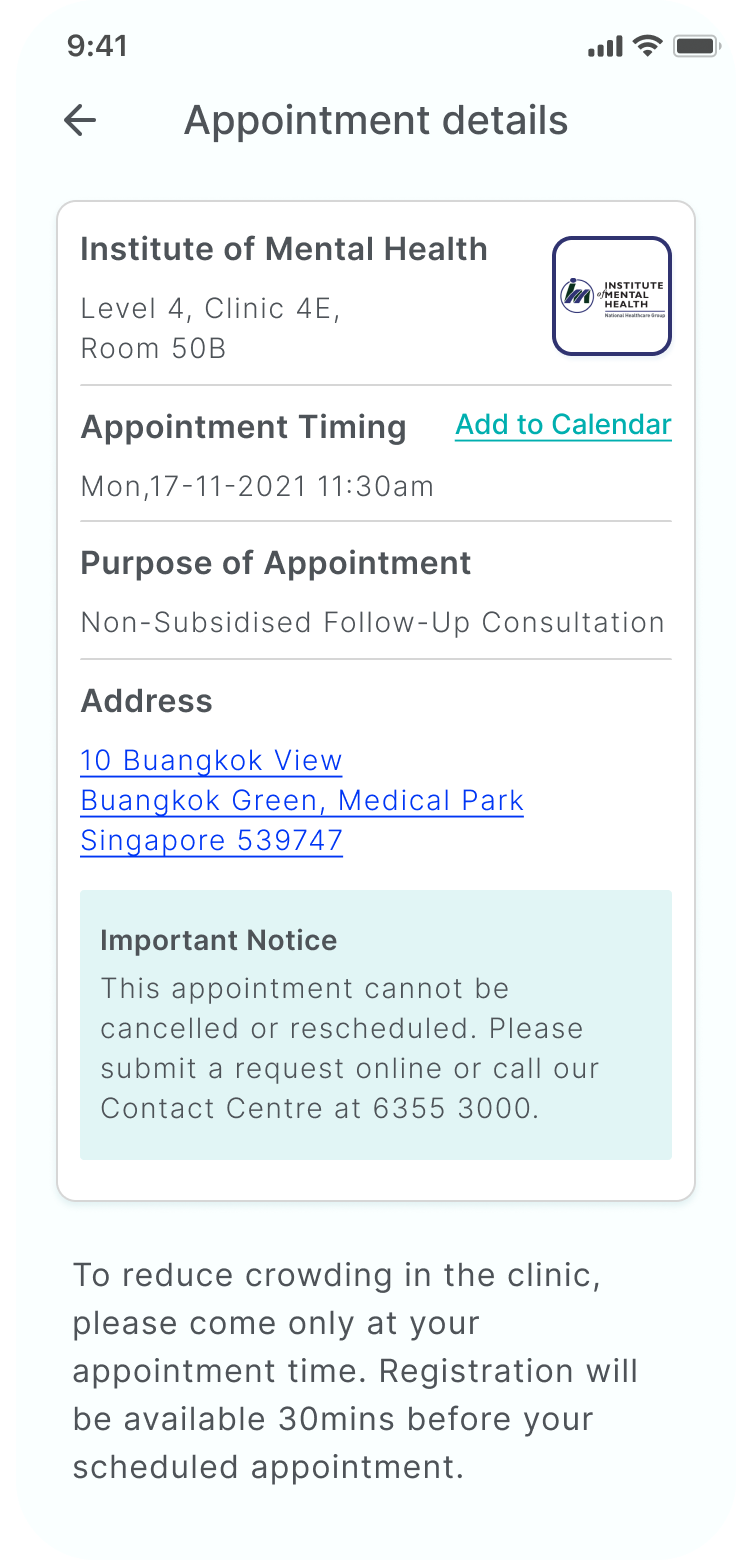 9:41
Appointment details
Institute of Mental Health
Level 4, Clinic 4E,
Room 50B
INSTITUTE
of MENTAL
HEALTH
National Healthcare Group
Appointment Timing
Add to Calendar
Mon,17-11-2021 11:30am
Purpose of Appointment
Non-Subsidised Follow-Up Consultation
Address
10 Buangkok View
Buangkok Green, Medical Park
Singapore 539747
Important Notice
This appointment cannot be
cancelled or rescheduled. Please
submit a request online or call our
Contact Centre at 6355 3000.
To reduce crowding in the clinic,
please come only at your
appointment time. Registration will
be available 30mins before your
scheduled appointment.